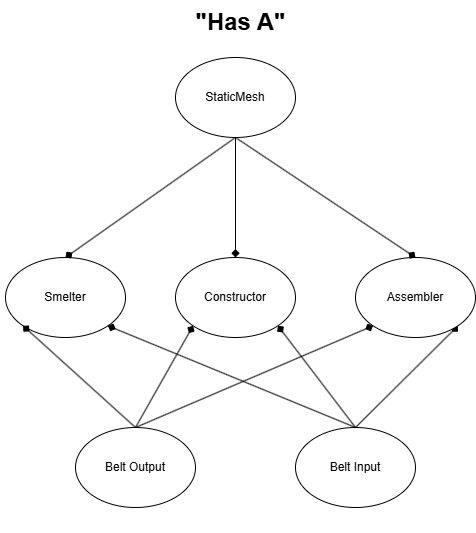 "Has A"
StaticMesh
Smelter
Constructor
Assembler
Belt Output
Belt Input